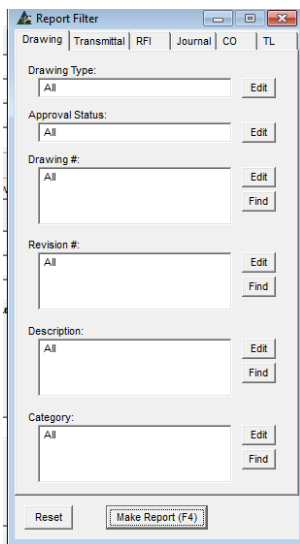 Report Filter
Drawing Transmittal RFI Journal CO TL
Drawing Type:
All Edit
Approval Status:
All Edit
Drawing #:
All Edit
Find
Revision #:
All Edit
Find
Description:
All Edit
Find
Category:
All Edit
Find
Reset Make Report (F4)